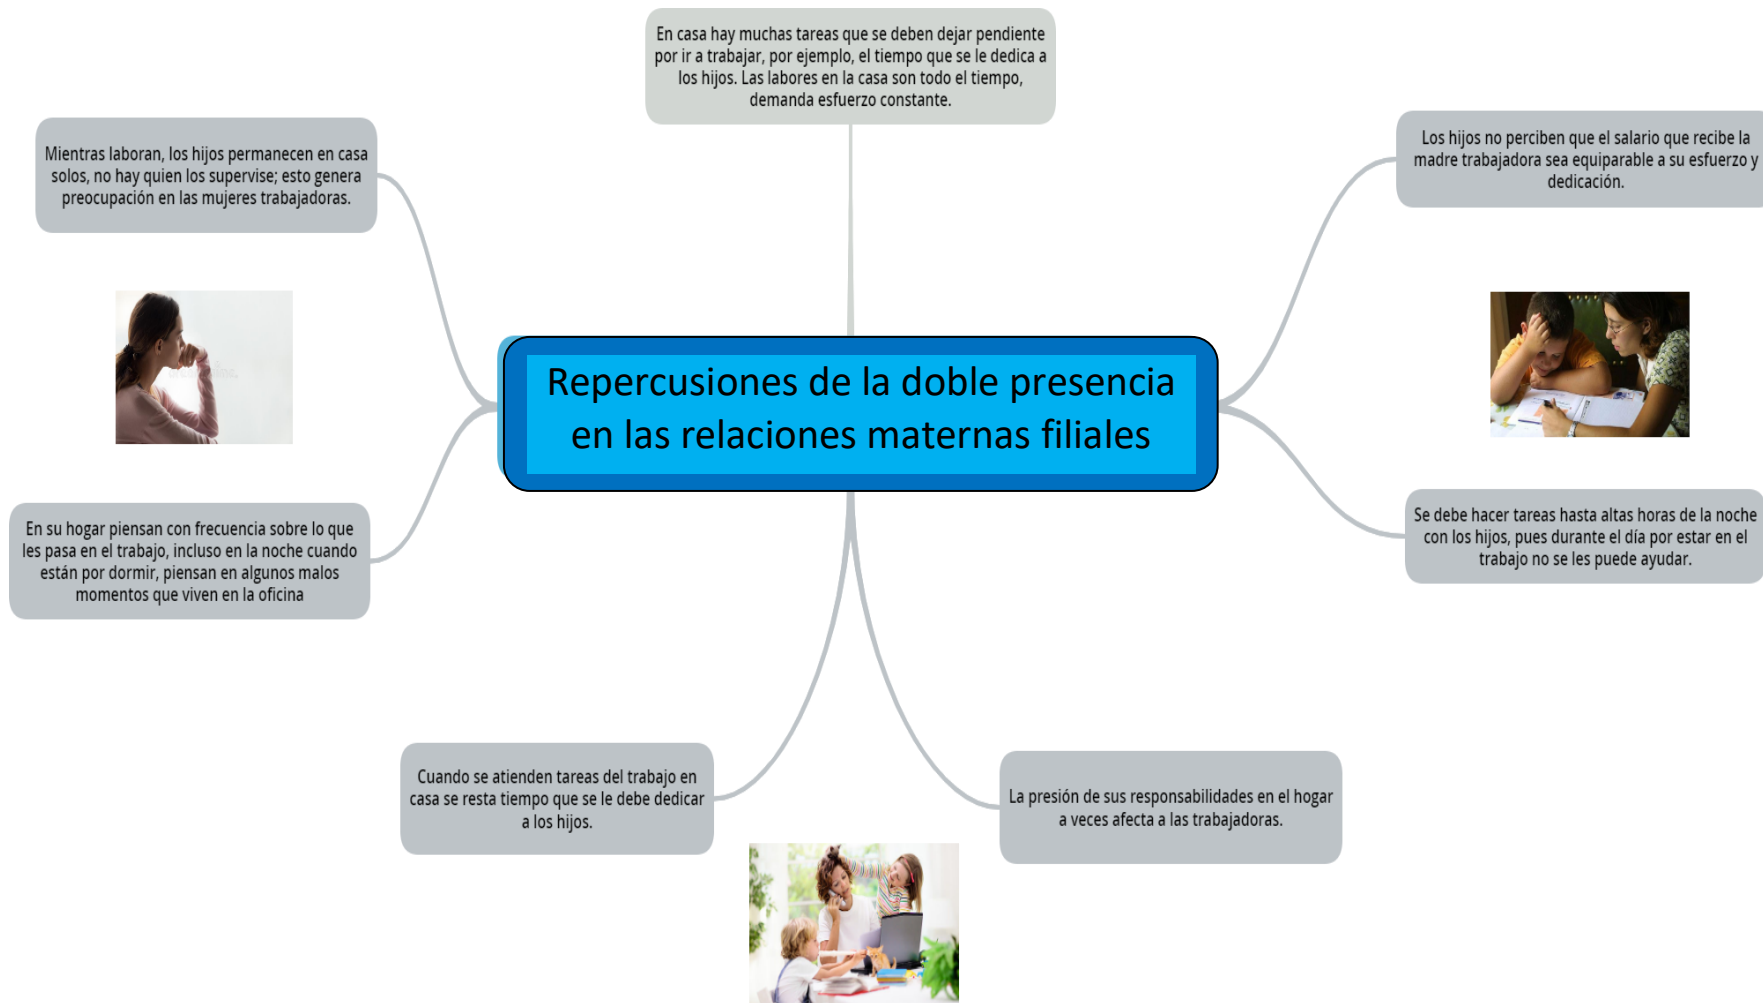 En casa hay muchas tareas que se deben dejar pendiente
por ir a trabajar, por ejemplo, el tiempo que se le dedica a
los hijos. Las labores en la casa son todo el tiempo,
demanda esfuerzo constante.
Mientras laboran, los hijos permanecen en casa
solos, no hay quien los supervise; esto genera
preocupación en las mujeres trabajadoras.
Los hijos no perciben que el salario que recibe la
madre trabajadora sea equiparable a su esfuerzo y
dedicación.
Repercusiones de la doble presencia
en las relaciones maternas filiales
En su hogar piensan con frecuencia sobre lo que
les pasa en el trabajo, incluso en la noche cuando
están por dormir, piensan en algunos malos
momentos que viven en la oficina
Se debe hacer tareas hasta altas horas de la noche
con los hijos, pues durante el día por estar en el
trabajo no se les puede ayudar.
Cuando se atienden tareas del trabajo en
casa se resta tiempo que se le debe dedicar
a los hijos.
La presión de sus responsabilidades en el hogar
a veces afecta a las trabajadoras.